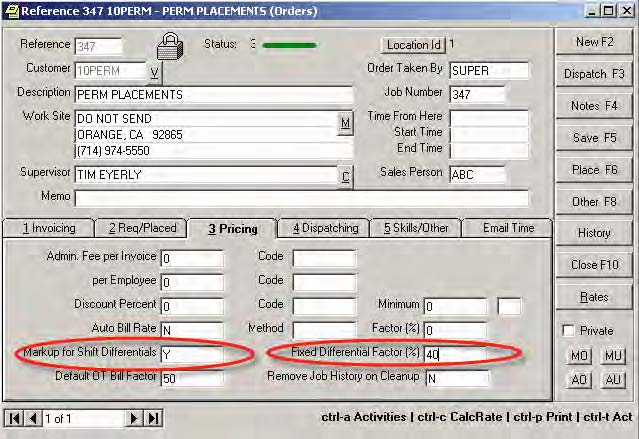 Reference 347 10PERM - PERM PLACEMENTS (Orders)
Reference 347 Status: Location Id 1
Customer 10PERM V Order Taken By SUPER
Description PERM PLACEMENTS Job Number 347
Work Site DO NOT SEND M Time From Here
ORANGE, CA 92865 Start Time
(714) 974-5550 End Time
Supervisor TIM EYERLY C Sales Person ABC
Memo
1 Invoicing 2 Req/Placed 3 Pricing 4 Dispatching 5 Skills/Other Email Time
Admin. Fee per Invoice 0 Code
per Employee 0 Code
Discount Percent 0 Code Minimum 0
Auto Bill Rate N Method Factor (%) 0
Markup for Shift Differentials Y Fixed Differential Factor (%) 40
Default OT Bill Factor 50 Remove Job History on Cleanup N
New F2
Dispatch F3
Notes F4
Save F5
Place F6
Other F8
History
Close F10
Rates
Private
MO MU
AO AU
1 of 1 ctrl-a Activities | ctrl-c CalcRate | ctrl-p Print | ctrl-t Act